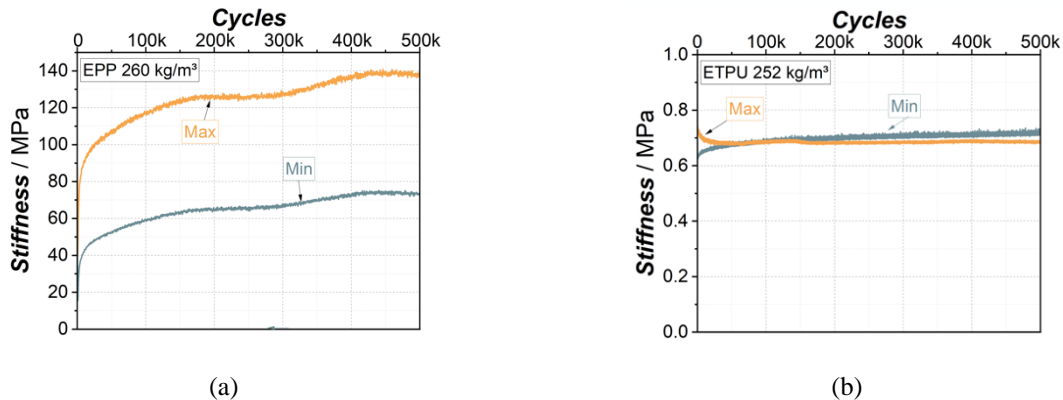 Cycles
0 100k 200k 300k 400k 500k
EPP 260 kg/m³
140
120
100
80
60
40
20
0
Stiffness / MPa
Max
Min
(a)
Cycles
0 100k 200k 300k 400k 500k
ETPU 252 kg/m³
1.0
0.8
0.6
0.4
0.2
0.0
Stiffness / MPa
Max
Min
(b)